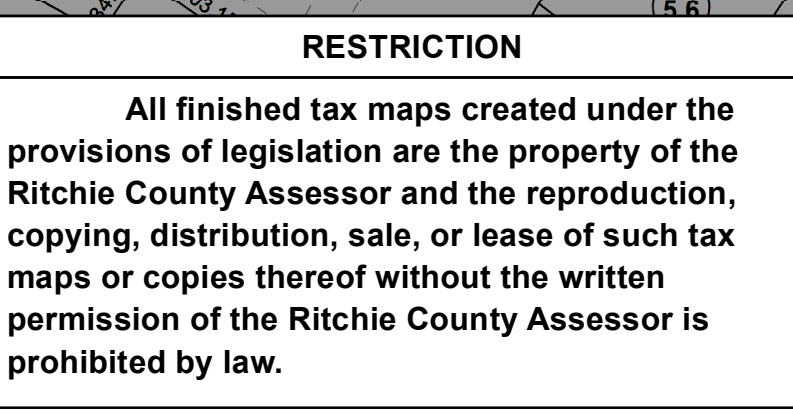 5.6
RESTRICTION
All finished tax maps created under the
provisions of legislation are the property of the
Ritchie County Assessor and the reproduction,
copying, distribution, sale, or lease of such tax
maps or copies thereof without the written
permission of the Ritchie County Assessor is
prohibited by law.